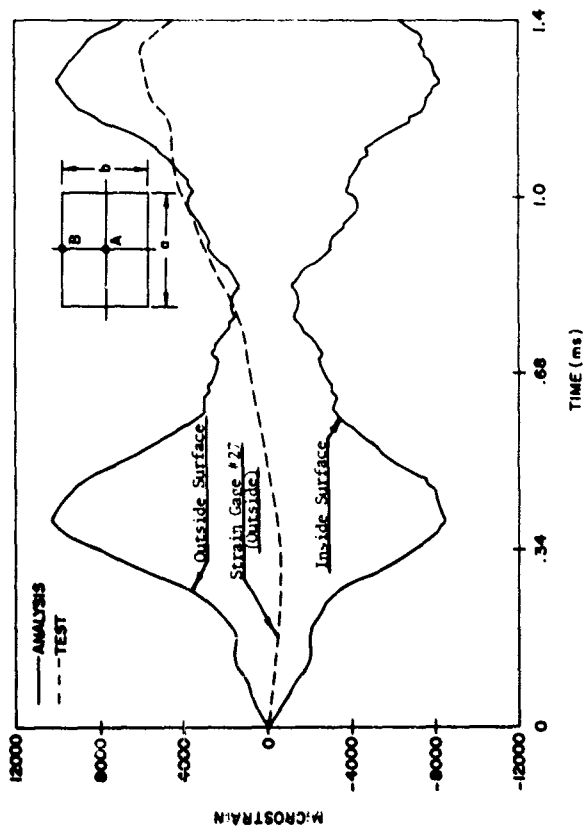 ANALYSIS
TEST
12000
8000
4000
0
-4000
-8000
-12000
MICROSTRAIN
0
.34
.68
1.0
1.4
TIME (ms)
Outside Surface
Strain Gage #27
(Outside)
Inside Surface
B
A
b
a